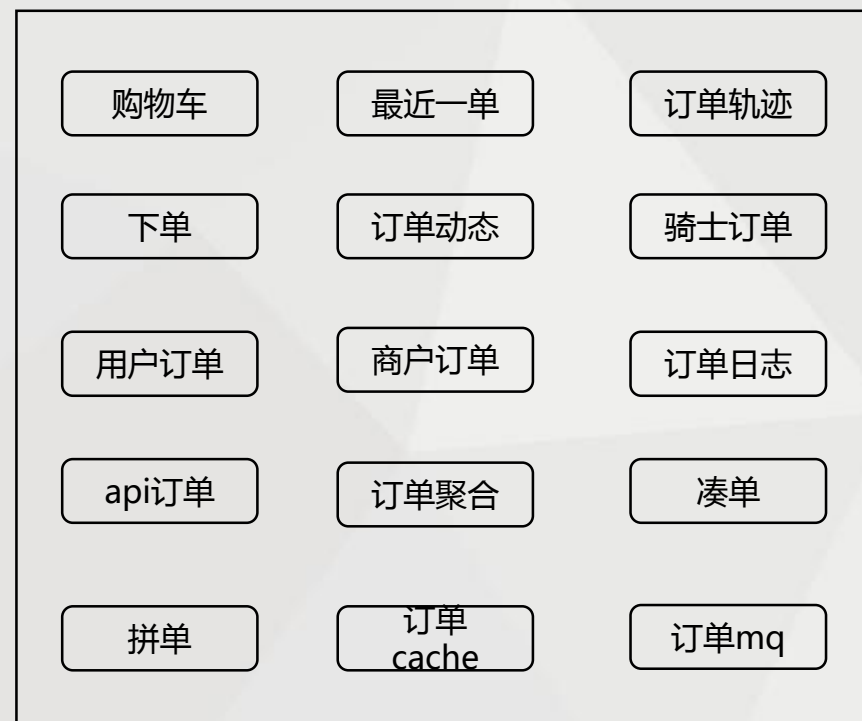 购物车
最近一单
订单轨迹
下单
订单动态
骑士订单
用户订单
商户订单
订单日志
api订单
订单聚合
凑单
拼单
订单
cache
订单mq